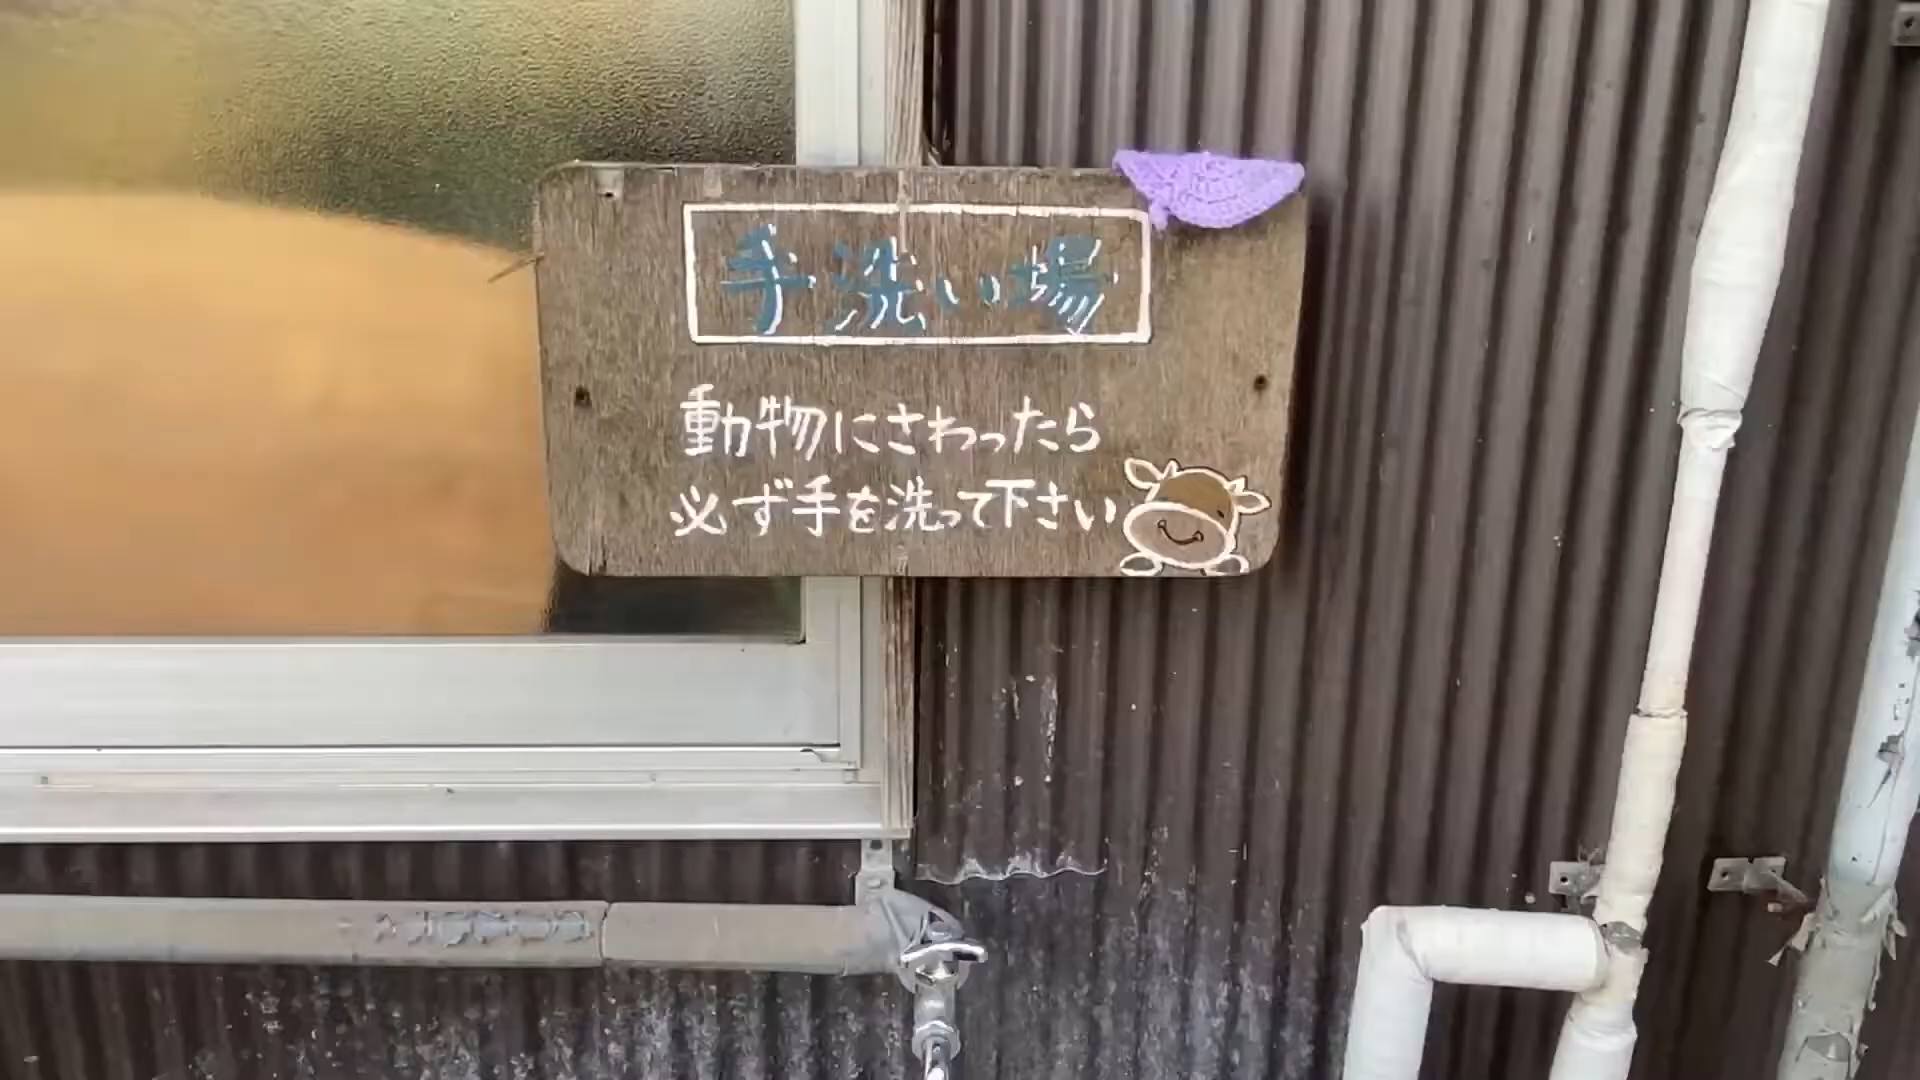 手洗い場
動物にさわったら
必ず手を洗って下さい